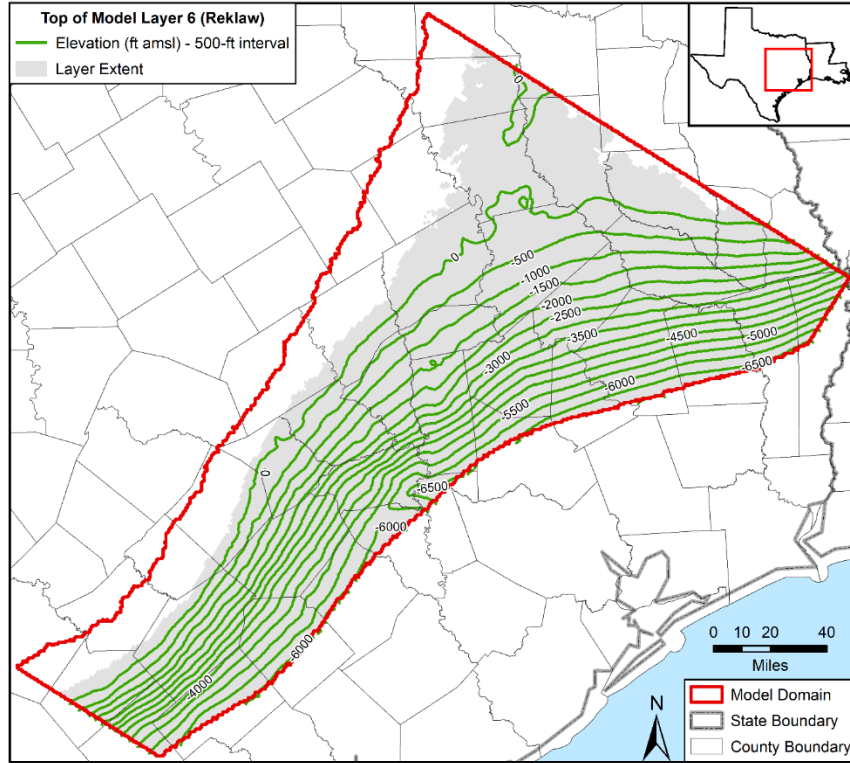 Top of Model Layer 6 (Reklaw)
Elevation (ft amsl) - 500-ft interval
Layer Extent
0
0
-500
-1000
-1500
-2000
-2500
-3000
-3500
-4500
-5000
-6500
-6000
-5500
0
-6500
-6000
-6000
-4000
0 10 20 40
Miles
N
Model Domain
State Boundary
County Boundary